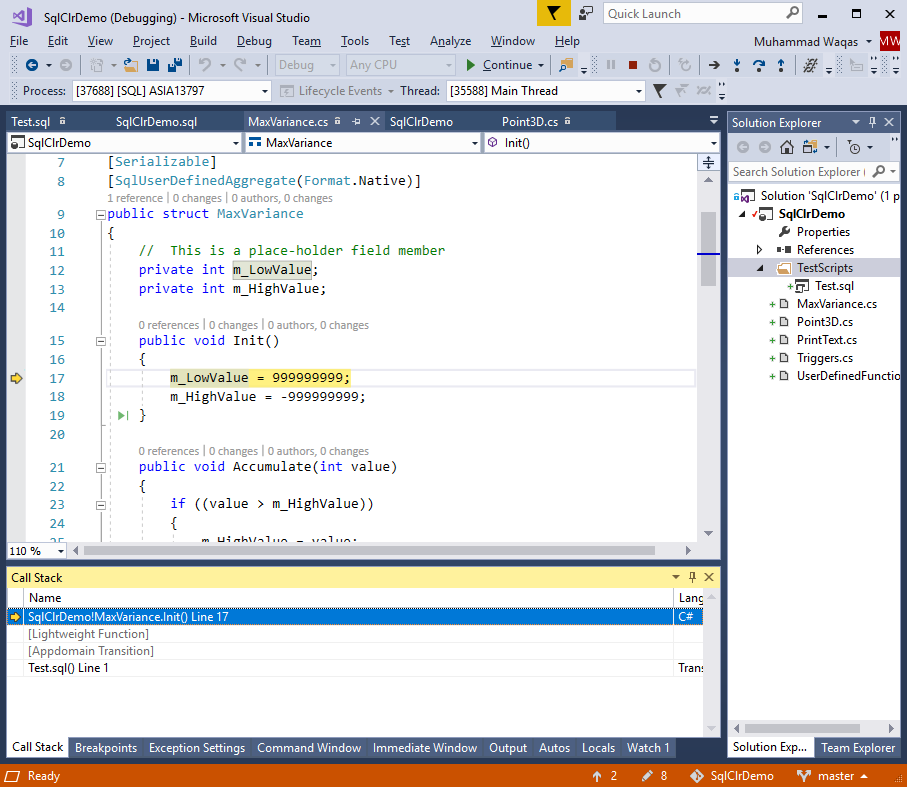 SqlClrDemo (Debugging) - Microsoft Visual Studio
Quick Launch
File Edit View Project Build Debug Team Tools Test Analyze Window Help
Muhammad Waqas MW
Debug Any CPU Continue
Process: [37688] [SQL] ASIA13797 Lifecycle Events Thread: [35588] Main Thread
Test.sql SqlClrDemo.sql MaxVariance.cs SqlClrDemo Point3D.cs
SqlClrDemo MaxVariance Init()
7 [Serializable]
8 [SqlUserDefinedAggregate(Format.Native)]
1 reference | 0 changes | 0 authors, 0 changes
9 public struct MaxVariance
10 {
11 // This is a place-holder field member
12 private int m_LowValue;
13 private int m_HighValue;
14
0 references | 0 changes | 0 authors, 0 changes
15 public void Init()
16 {
17 m_LowValue = 999999999;
18 m_HighValue = -999999999;
19 }
20
0 references | 0 changes | 0 authors, 0 changes
21 public void Accumulate(int value)
22 {
23 if ((value > m_HighValue))
24 {
25 m_HighValue = value;
110 %
Solution Explorer
Search Solution Explorer (
Solution 'SqlClrDemo' (1 p
SqlClrDemo
Properties
References
TestScripts
Test.sql
MaxVariance.cs
Point3D.cs
PrintText.cs
Triggers.cs
UserDefinedFunctio
Call Stack
Name Lang
SqlClrDemo!MaxVariance.Init() Line 17 C#
[Lightweight Function]
[Appdomain Transition]
Test.sql() Line 1 Trans
Call Stack Breakpoints Exception Settings Command Window Immediate Window Output Autos Locals Watch 1
Solution Exp... Team Explorer
Ready 2 8 SqlClrDemo master